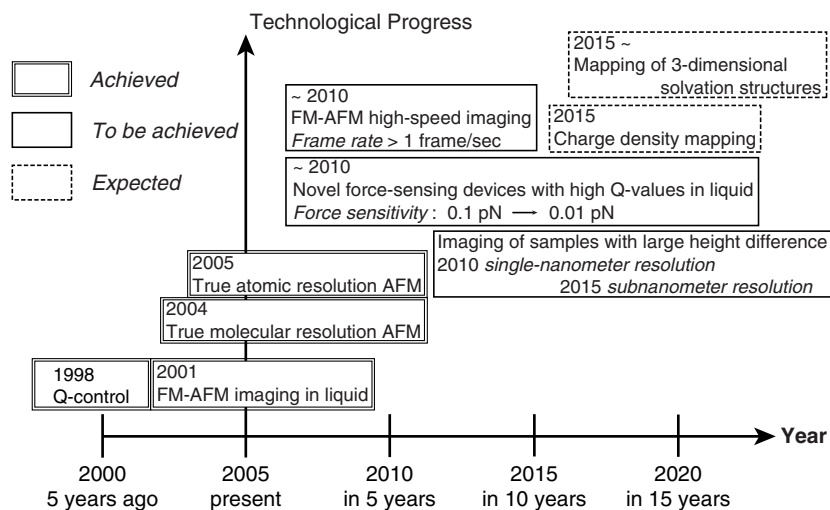 Technological Progress
Achieved
To be achieved
Expected
2015 ~
Mapping of 3-dimensional
solvation structures
~ 2010
FM-AFM high-speed imaging
Frame rate > 1 frame/sec
2015
Charge density mapping
~ 2010
Novel force-sensing devices with high Q-values in liquid
Force sensitivity : 0.1 pN → 0.01 pN
Imaging of samples with large height difference
2010 single-nanometer resolution
2015 subnanometer resolution
2005
True atomic resolution AFM
2004
True molecular resolution AFM
1998
Q-control
2001
FM-AFM imaging in liquid
Year
2000 2005 2010 2015 2020
5 years ago present in 5 years in 10 years in 15 years